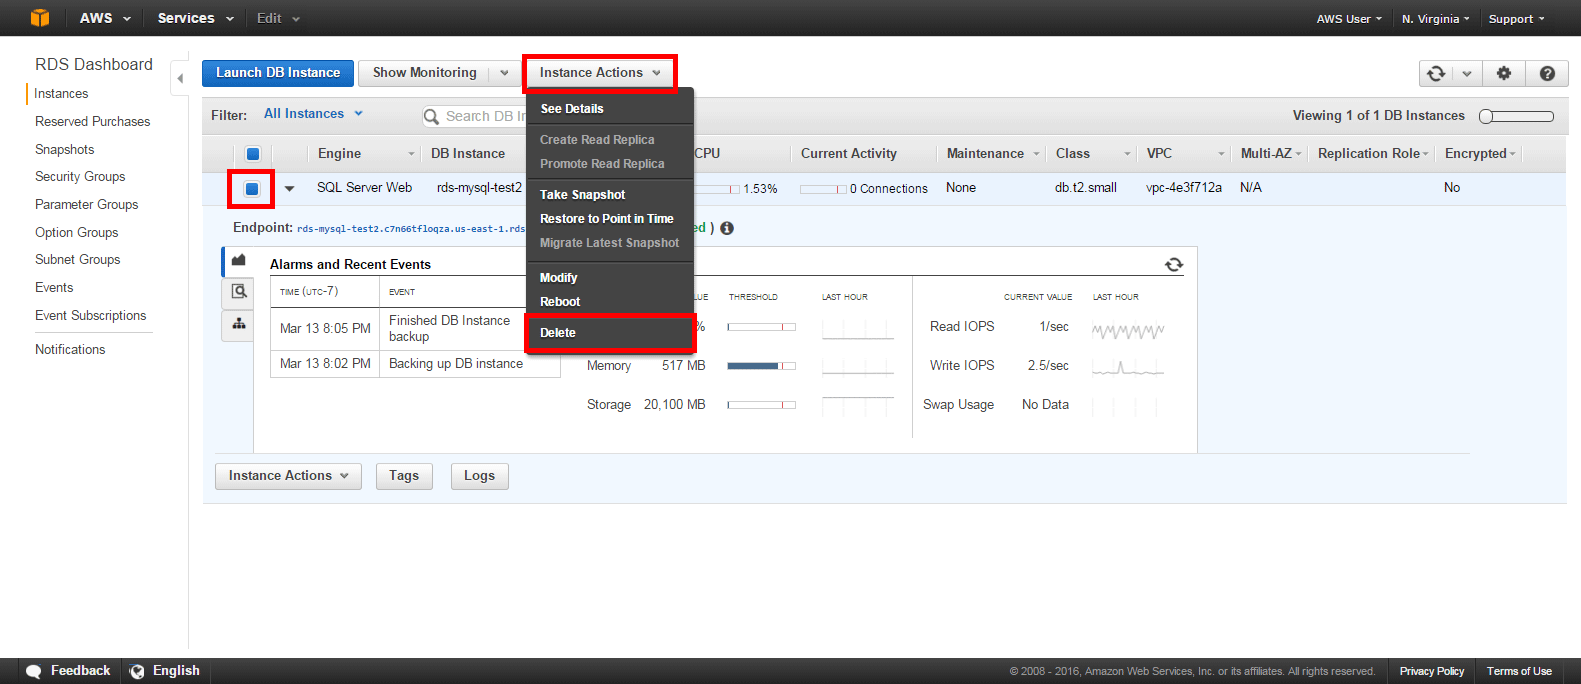 AWS Services Edit AWS User N. Virginia Support
RDS Dashboard
Instances
Reserved Purchases
Snapshots
Security Groups
Parameter Groups
Option Groups
Subnet Groups
Events
Event Subscriptions
Notifications
Launch DB Instance Show Monitoring Instance Actions
Filter: All Instances Search DB In Viewing 1 of 1 DB Instances
See Details
Create Read Replica
Promote Read Replica
Take Snapshot
Restore to Point in Time
Migrate Latest Snapshot
Modify
Reboot
Delete
Engine DB Instance CPU Current Activity Maintenance Class VPC Multi-AZ Replication Role Encrypted
SQL Server Web rds-mysql-test2 1.53% 0 Connections None db.t2.small vpc-4e3f712a N/A No
Endpoint: rds-mysql-test2.c7n66tfloqza.us-east-1.rds ed )
Alarms and Recent Events
TIME (UTC-7) EVENT
Mar 13 8:05 PM Finished DB Instance
backup
Mar 13 8:02 PM Backing up DB instance
LUE THRESHOLD LAST HOUR CURRENT VALUE LAST HOUR
% Read IOPS 1/sec
Memory 517 MB Write IOPS 2.5/sec
Storage 20,100 MB Swap Usage No Data
Instance Actions Tags Logs
Feedback English © 2008 - 2016, Amazon Web Services, Inc. or its affiliates. All rights reserved. Privacy Policy Terms of Use